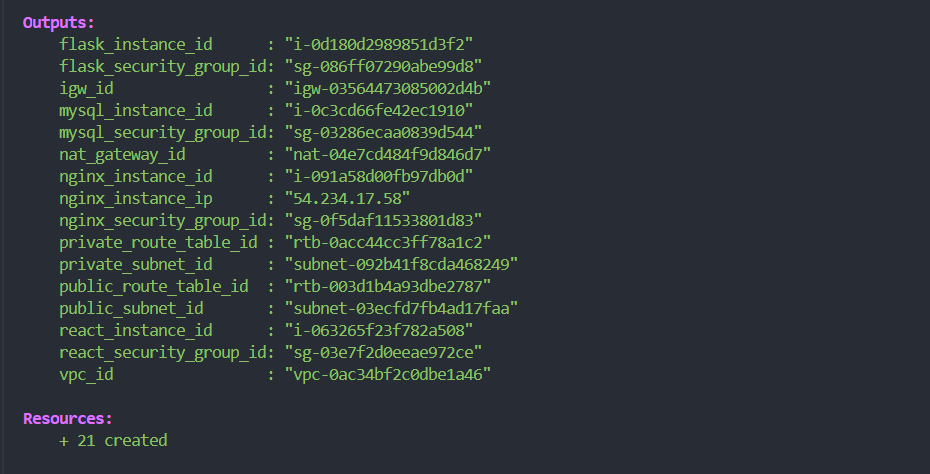 Outputs:
flask_instance_id : "i-0d180d2989851d3f2"
flask_security_group_id: "sg-086ff07290abe99d8"
igw_id : "igw-03564473085002d4b"
mysql_instance_id : "i-0c3cd66fe42ec1910"
mysql_security_group_id: "sg-03286ecaa0839d544"
nat_gateway_id : "nat-04e7cd484f9d846d7"
nginx_instance_id : "i-091a58d00fb97db0d"
nginx_instance_ip : "54.234.17.58"
nginx_security_group_id: "sg-0f5daf11533801d83"
private_route_table_id : "rtb-0acc44cc3ff78a1c2"
private_subnet_id : "subnet-092b41f8cda468249"
public_route_table_id : "rtb-003d1b4a93dbe2787"
public_subnet_id : "subnet-03ecfd7fb4ad17faa"
react_instance_id : "i-063265f23f782a508"
react_security_group_id: "sg-03e7f2d0eeae972ce"
vpc_id : "vpc-0ac34bf2c0dbe1a46"
Resources:
+ 21 created